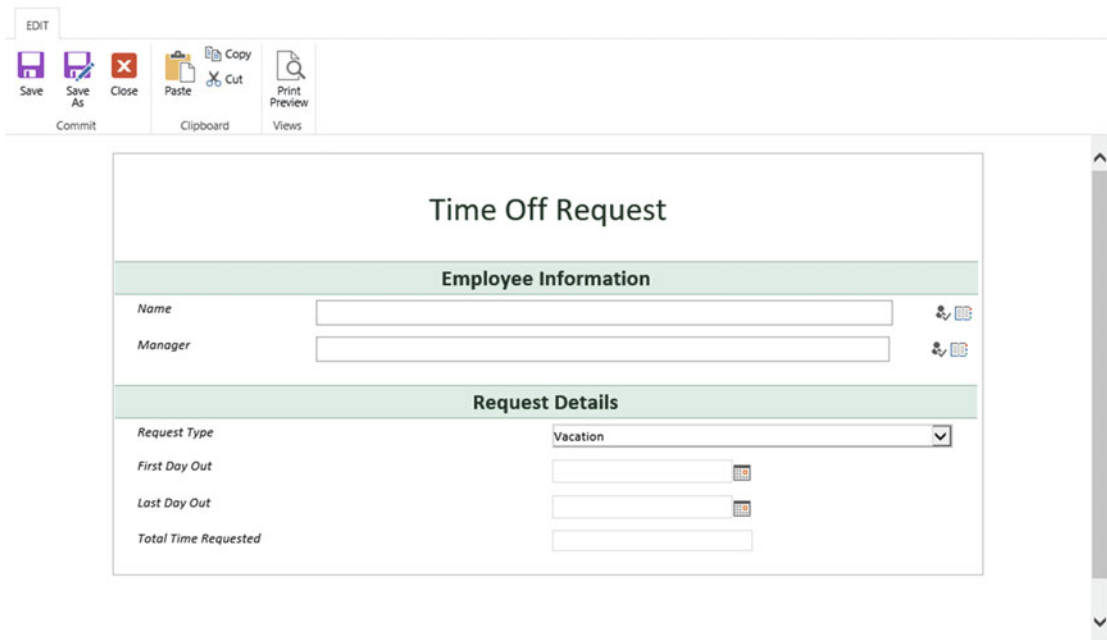 EDIT
Save
Save As
Close
Paste
Copy
Cut
Print Preview
Commit
Clipboard
Views
Time Off Request
Employee Information
Name
Manager
Request Details
Request Type
Vacation
First Day Out
Last Day Out
Total Time Requested